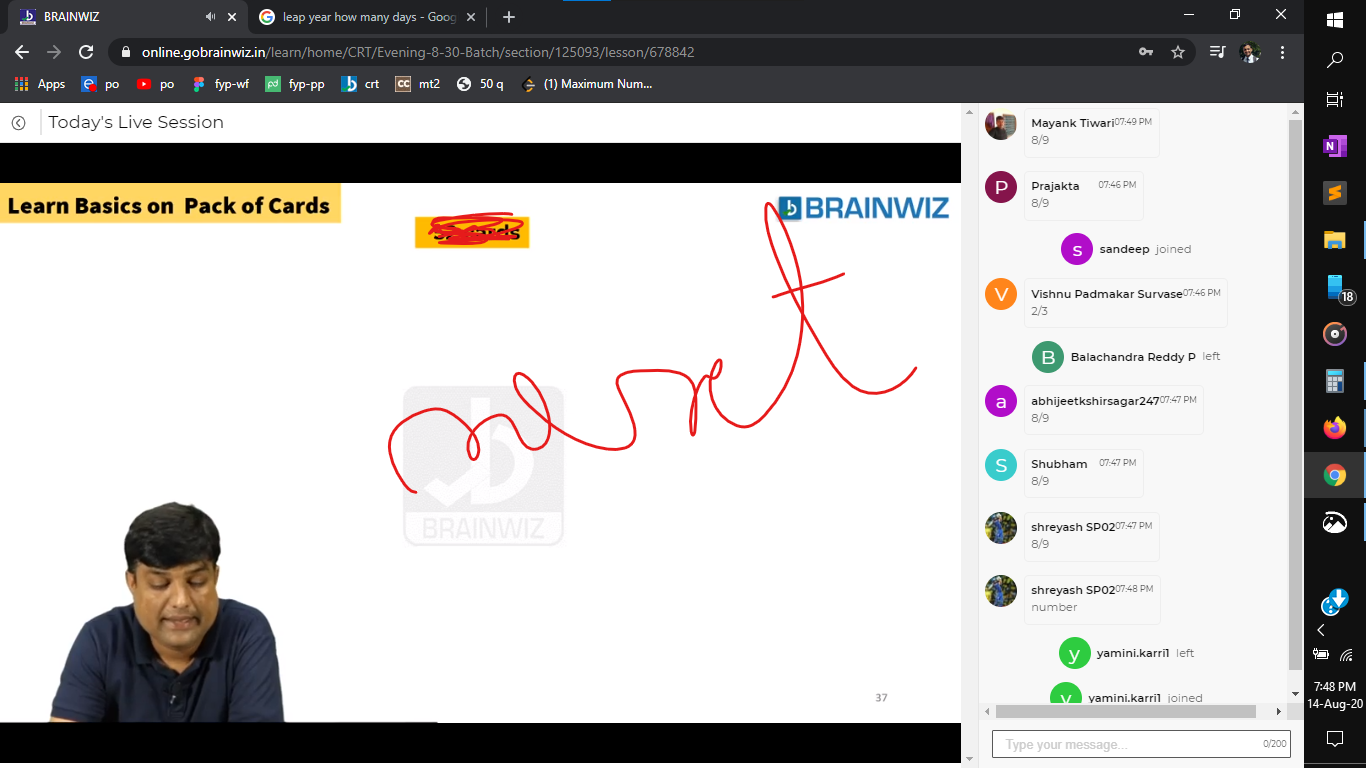 BRAINWIZ
leap year how many days - Goog
online.gobrainwiz.in/learn/home/CRT/Evening-8-30-Batch/section/125093/lesson/678842
Apps
po
po
fyp-wf
fyp-pp
crt
CC mt2
50 q
(1) Maximum Num...
Today's Live Session
Learn Basics on Pack of Cards
BRAINWIZ
BRAINWIZ
37
Mayank Tiwari 07:49 PM
8/9
P Prajakta 07:46 PM
8/9
s sandeep joined
V Vishnu Padmakar Survase 07:46 PM
2/3
B Balachandra Reddy P left
a abhijeetkshirsagar247 07:47 PM
8/9
S Shubham 07:47 PM
8/9
shreyash SP02 07:47 PM
8/9
shreyash SP02 07:48 PM
number
y yamini.karri1 left
y yamini.karri1 joined
Type your message... 0/200
N
18
7:48 PM
14-Aug-20